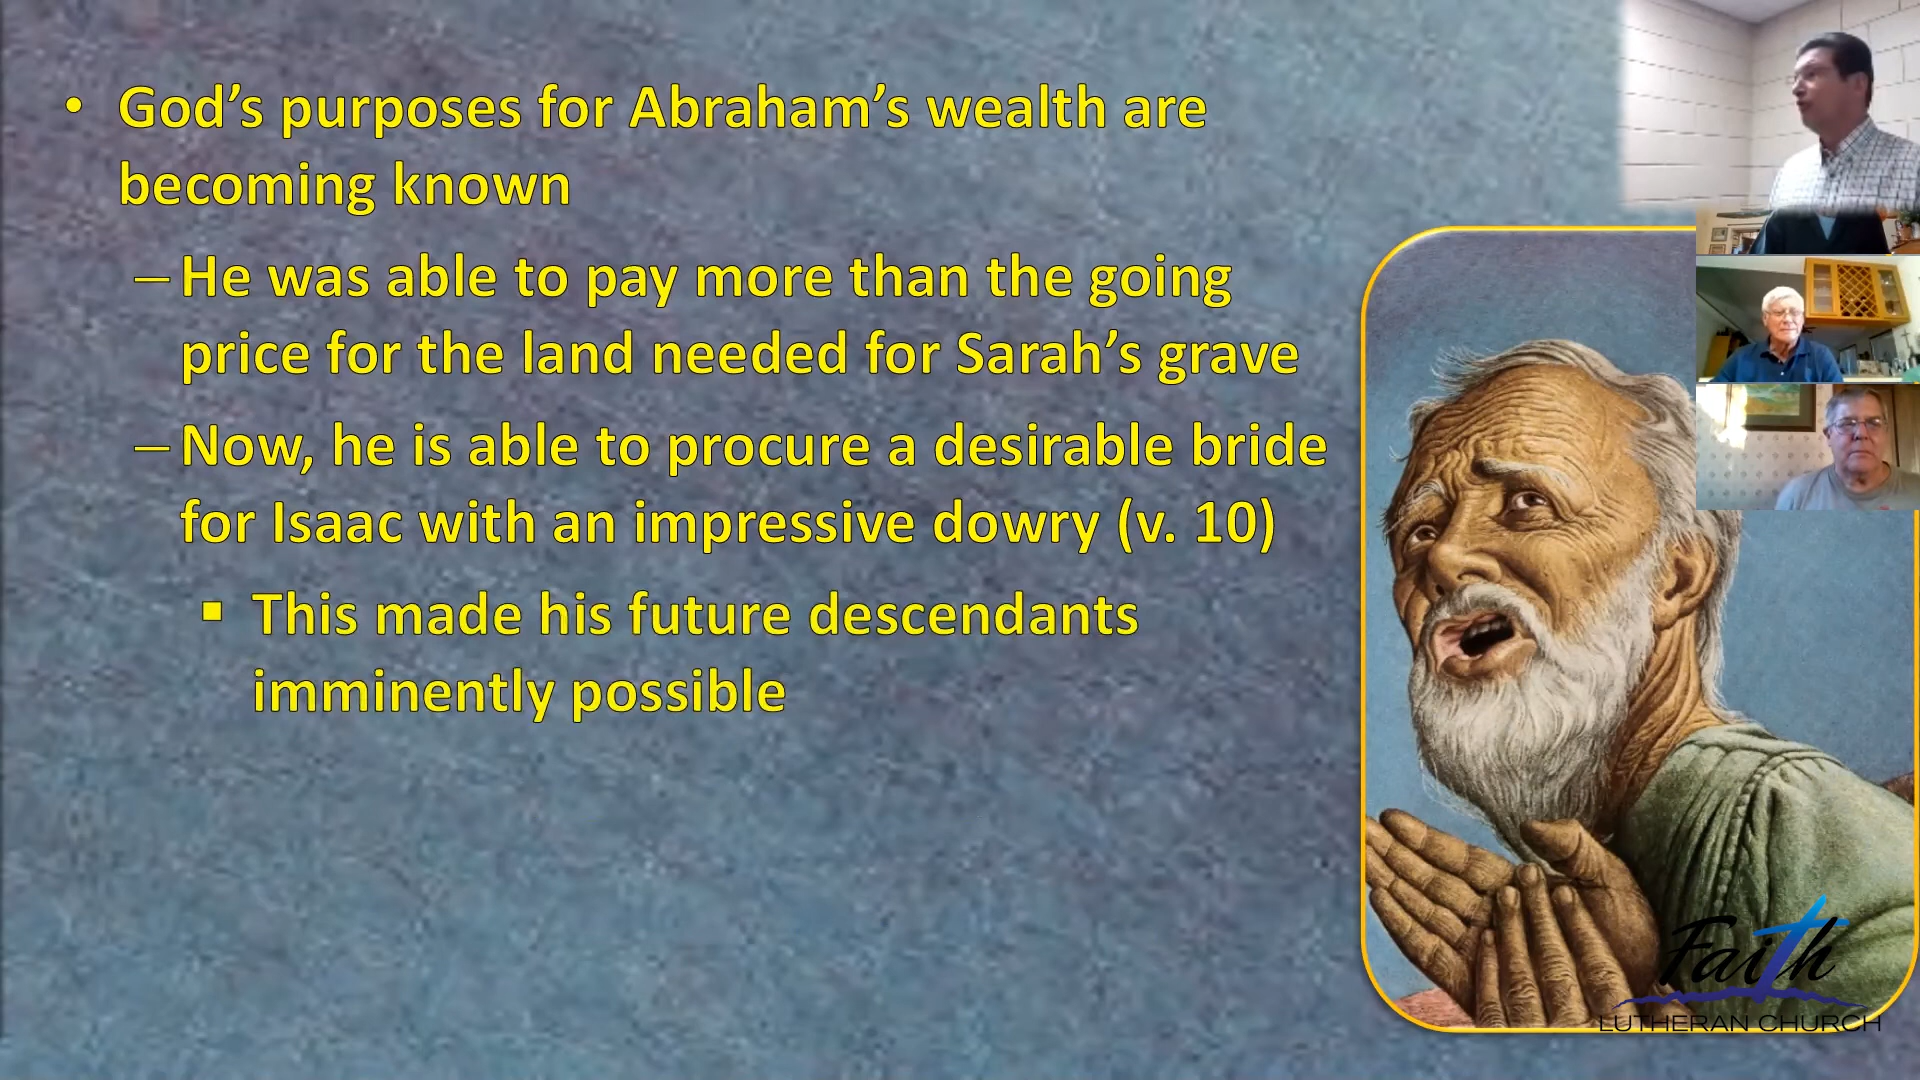 • God’s purposes for Abraham’s wealth are
becoming known
– He was able to pay more than the going
price for the land needed for Sarah’s grave
– Now, he is able to procure a desirable bride
for Isaac with an impressive dowry (v. 10)
▪ This made his future descendants
imminently possible
Faith
LUTHERAN CHURCH